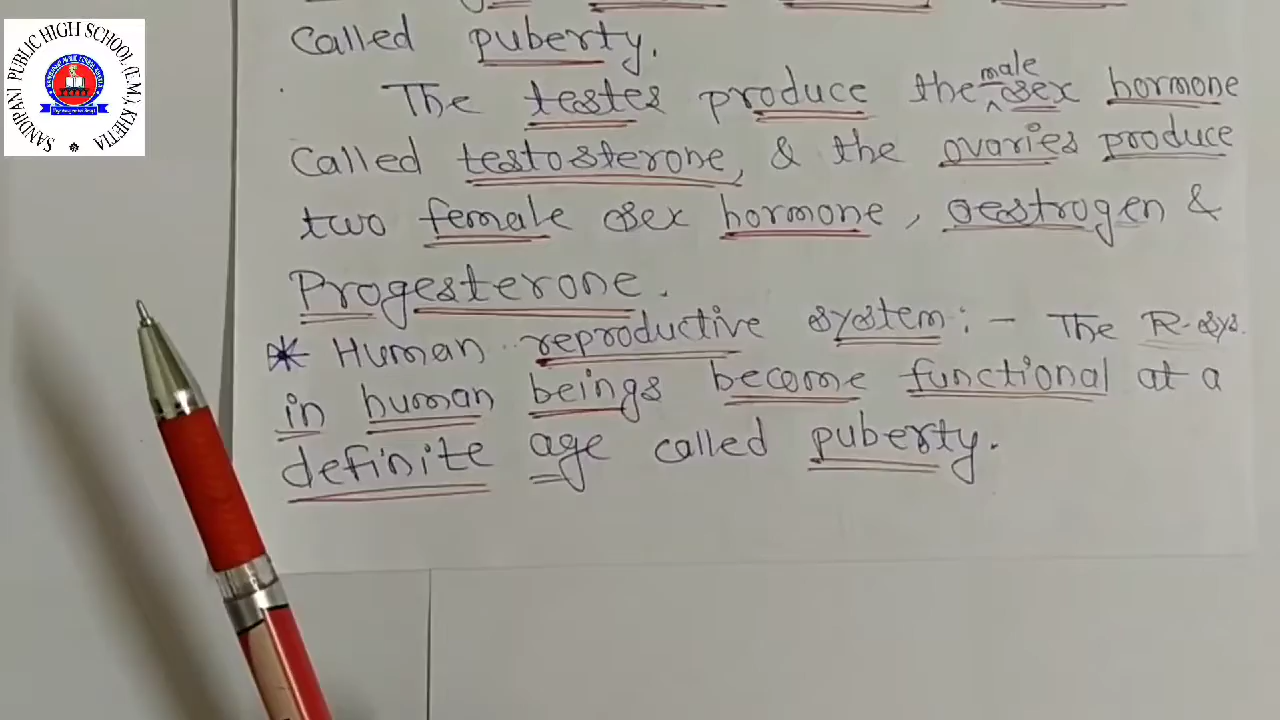 SANDIPANI PUBLIC HIGH SCHOOL (E.M.), KHETIA
called puberty.
The testes produce the male sex hormone
called testosterone, & the ovaries produce
two female sex hormone, oestrogen &
Progesterone.
* Human reproductive system:- The R-sys.
in human beings become functional at a
definite age called puberty.